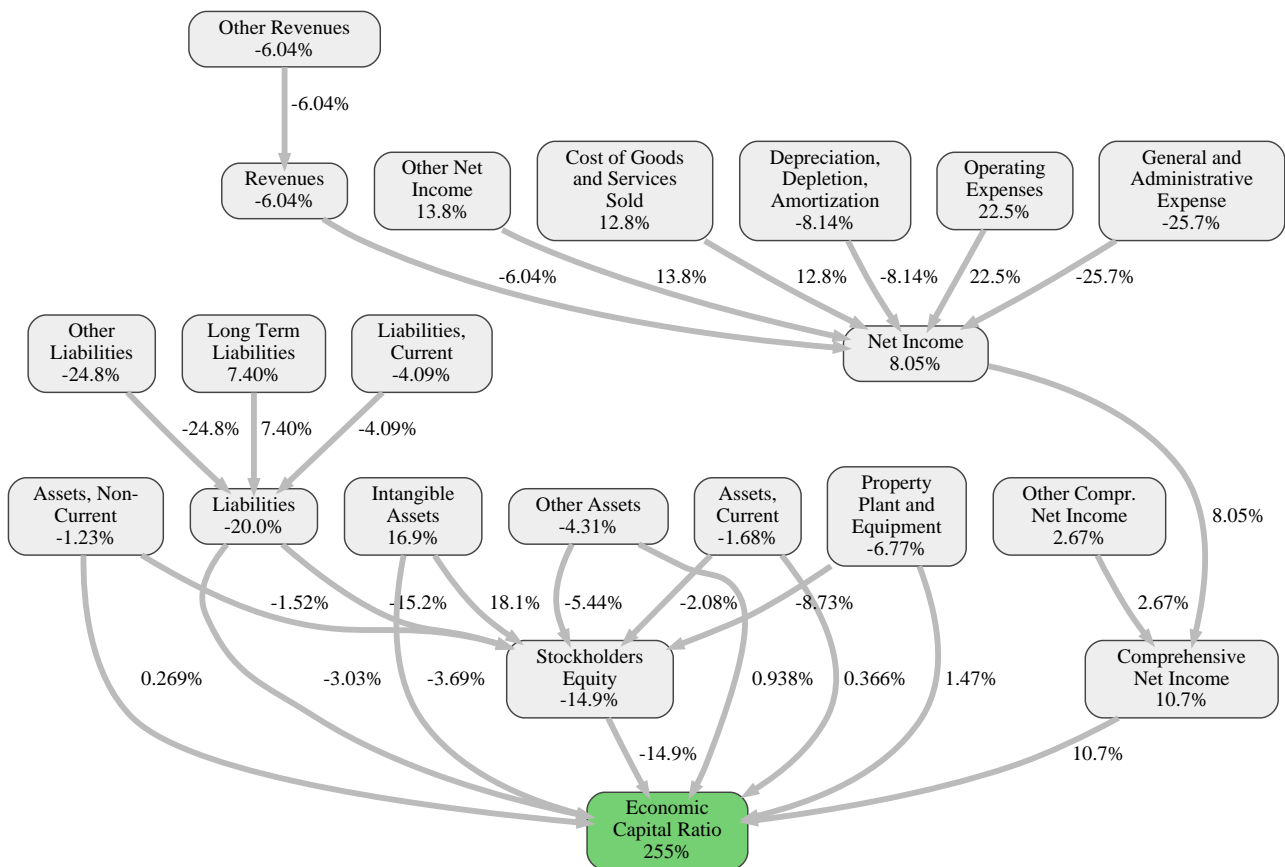 Other Revenues
-6.04%
-6.04%
Revenues
-6.04%
Other Net
Income
13.8%
Cost of Goods
and Services
Sold
12.8%
Depreciation,
Depletion,
Amortization
-8.14%
Operating
Expenses
22.5%
General and
Administrative
Expense
-25.7%
-6.04%
13.8%
12.8%
-8.14%
22.5%
-25.7%
Other
Liabilities
-24.8%
Long Term
Liabilities
7.40%
Liabilities,
Current
-4.09%
Net Income
8.05%
-24.8%
7.40%
-4.09%
Assets, Non-
Current
-1.23%
Liabilities
-20.0%
Intangible
Assets
16.9%
Other Assets
-4.31%
Assets,
Current
-1.68%
Property
Plant and
Equipment
-6.77%
Other Compr.
Net Income
2.67%
8.05%
-1.52%
-15.2%
18.1%
-5.44%
-2.08%
-8.73%
2.67%
Stockholders
Equity
-14.9%
Comprehensive
Net Income
10.7%
0.269%
-3.03%
-3.69%
0.938%
0.366%
1.47%
-14.9%
10.7%
Economic
Capital Ratio
255%